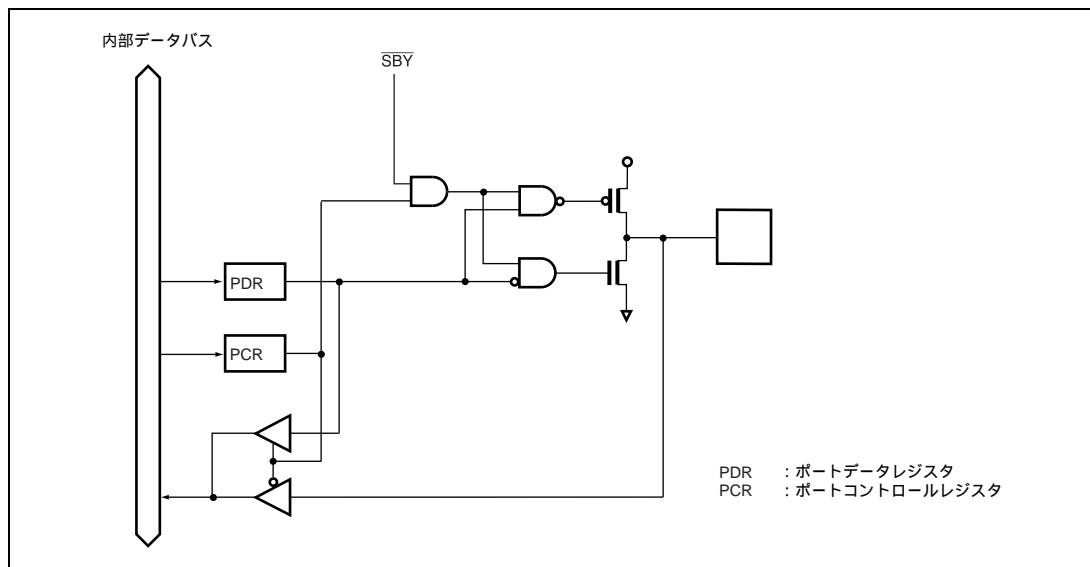 内部データバス
SBY
PDR
PCR
PDR : ポートデータレジスタ
PCR : ポートコントロールレジスタ